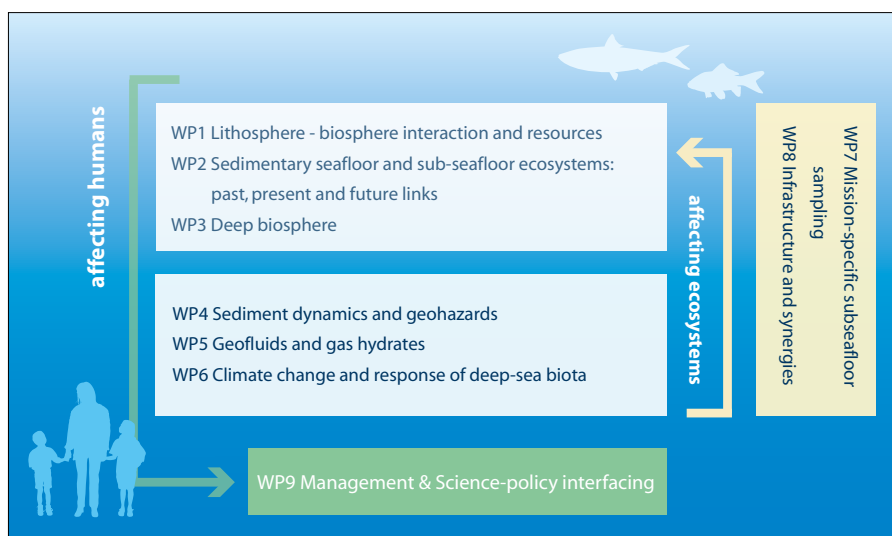 affecting humans
WP1 Lithosphere - biosphere interaction and resources
WP2 Sedimentary seafloor and sub-seafloor ecosystems:
past, present and future links
WP3 Deep biosphere
WP4 Sediment dynamics and geohazards
WP5 Geofluids and gas hydrates
WP6 Climate change and response of deep-sea biota
affecting ecosystems
WP7 Mission-specific subseafloor
sampling
WP8 Infrastructure and synergies
WP9 Management & Science-policy interfacing